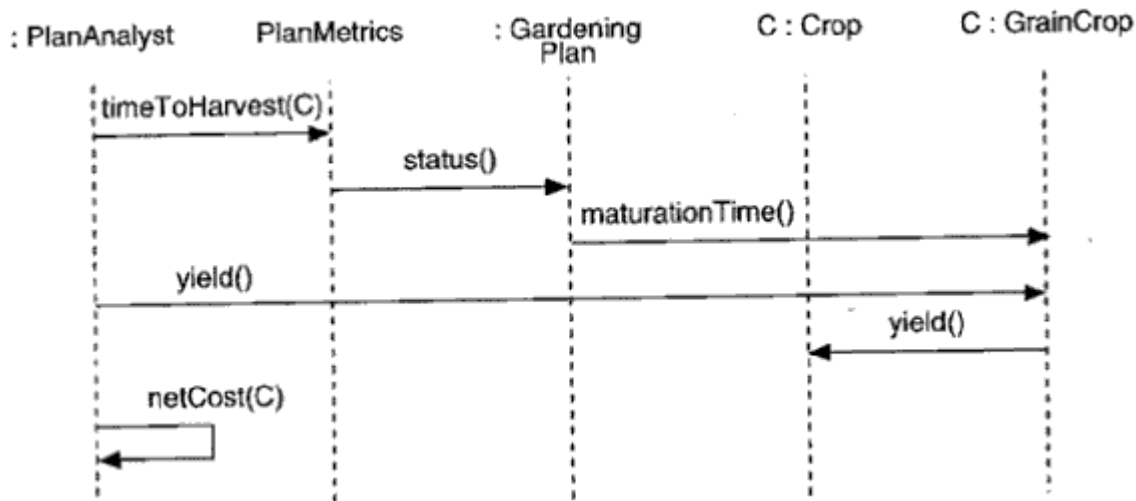 : PlanAnalyst
PlanMetrics
: Gardening
Plan
C : Crop
C : GrainCrop
timeToHarvest(C)
status()
maturationTime()
yield()
yield()
netCost(C)